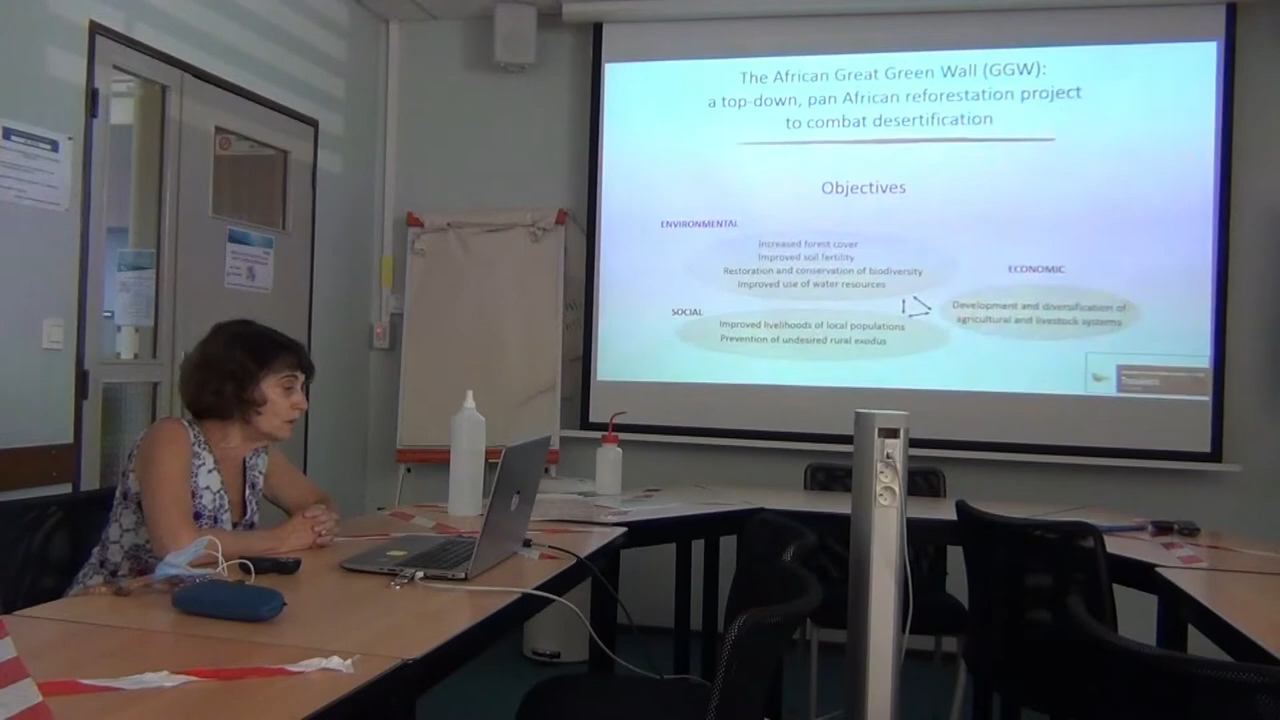 The African Great Green Wall (GGW):
a top-down, pan African reforestation project
to combat desertification
Objectives
ENVIRONMENTAL
Increased forest cover
Improved soil fertility
Restoration and conservation of biodiversity
Improved use of water resources
ECONOMIC
Development and diversification of
agricultural and livestock systems
SOCIAL
Improved livelihoods of local populations
Prevention of undesired rural exodus